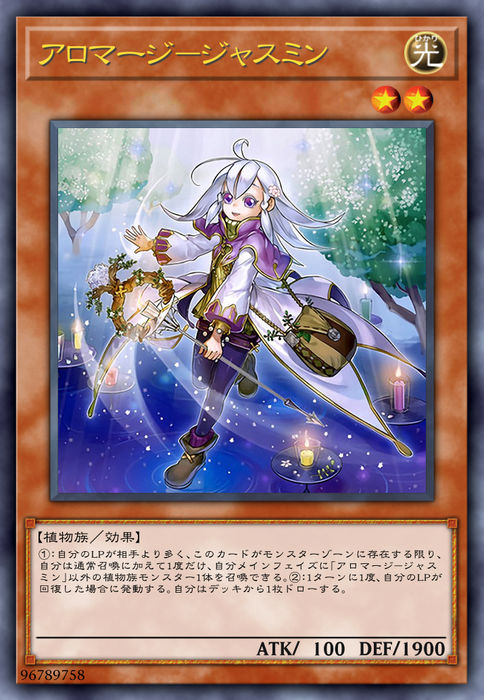 アロマージ－ジャスミン
ひかり
光
【植物族／効果】
①：自分のLPが相手より多く、このカードがモンスターゾーンに存在する限り、
自分は通常召喚に加えて1度だけ、自分メインフェイズに「アロマージ－ジャス
ミン」以外の植物族モンスター1体を召喚できる。②：1ターンに1度、自分のLPが
回復した場合に発動する。自分はデッキから1枚ドローする。
ATK/ 100 DEF/1900
96789758